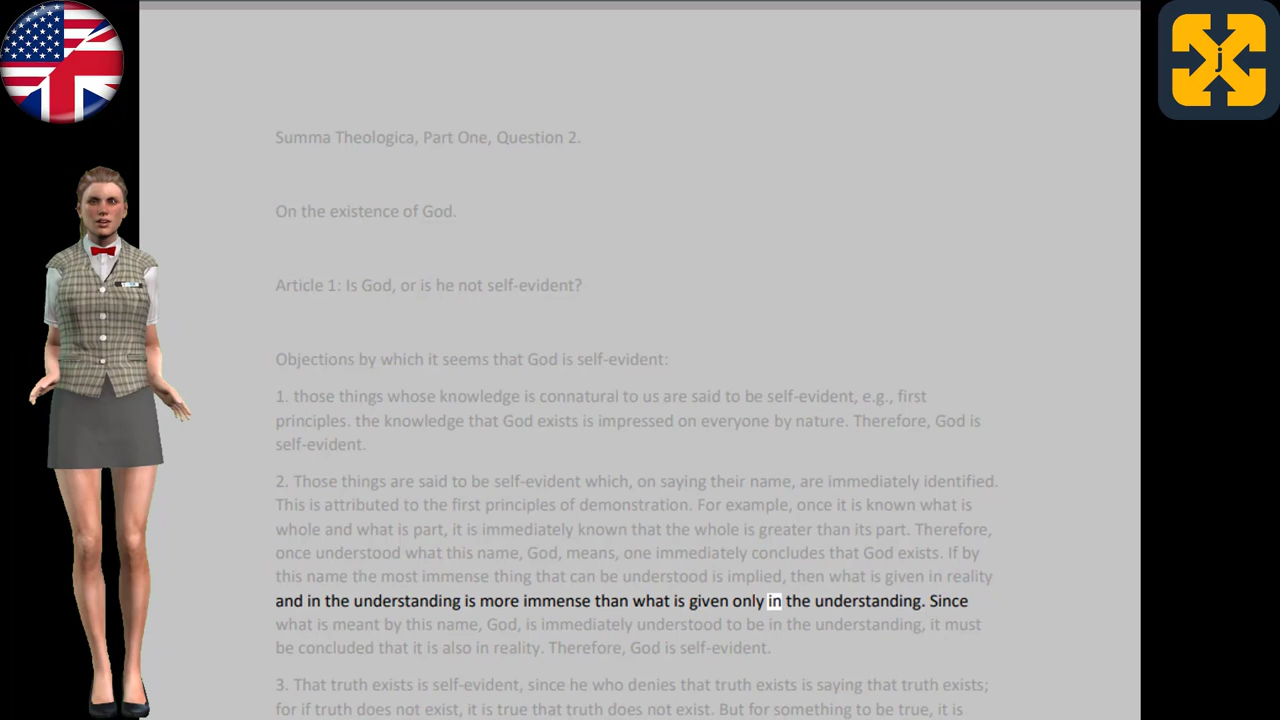 j
Summa Theologica, Part One, Question 2.
On the existence of God.
Article 1: Is God, or is he not self-evident?
Objections by which it seems that God is self-evident:
1. those things whose knowledge is connatural to us are said to be self-evident, e.g., first
principles. the knowledge that God exists is impressed on everyone by nature. Therefore, God is
self-evident.
2. Those things are said to be self-evident which, on saying their name, are immediately identified.
This is attributed to the first principles of demonstration. For example, once it is known what is
whole and what is part, it is immediately known that the whole is greater than its part. Therefore,
once understood what this name, God, means, one immediately concludes that God exists. If by
this name the most immense thing that can be understood is implied, then what is given in reality
and in the understanding is more immense than what is given only in the understanding. Since
what is meant by this name, God, is immediately understood to be in the understanding, it must
be concluded that it is also in reality. Therefore, God is self-evident.
3. That truth exists is self-evident, since he who denies that truth exists is saying that truth exists;
for if truth does not exist, it is true that truth does not exist. But for something to be true, it is